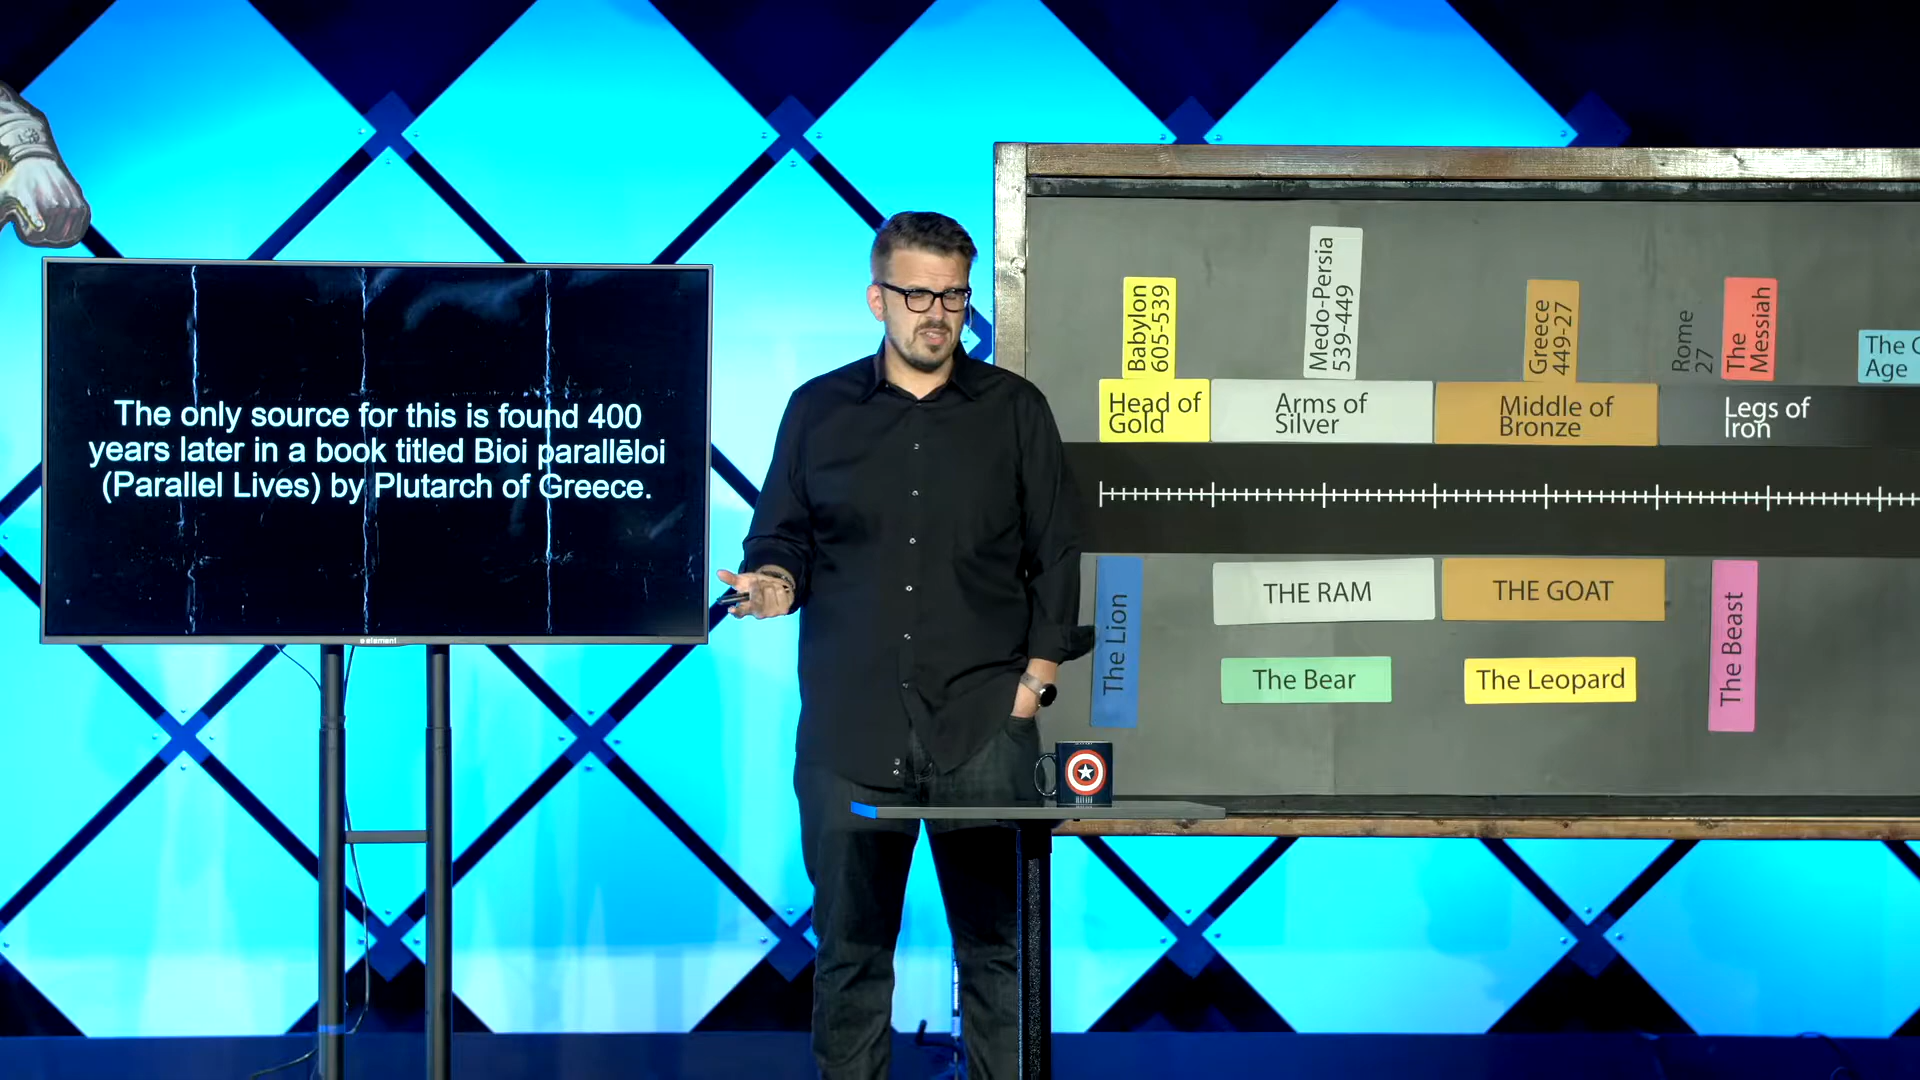 The only source for this is found 400
years later in a book titled Bioi parallēloi
(Parallel Lives) by Plutarch of Greece.
element
Babylon
605-539
Medo-Persia
539-449
Greece
449-27
Rome
27
The
Messiah
The C
Age
Head of
Gold
Arms of
Silver
Middle of
Bronze
Legs of
Iron
The Lion
THE RAM
THE GOAT
The Bear
The Leopard
The Beast